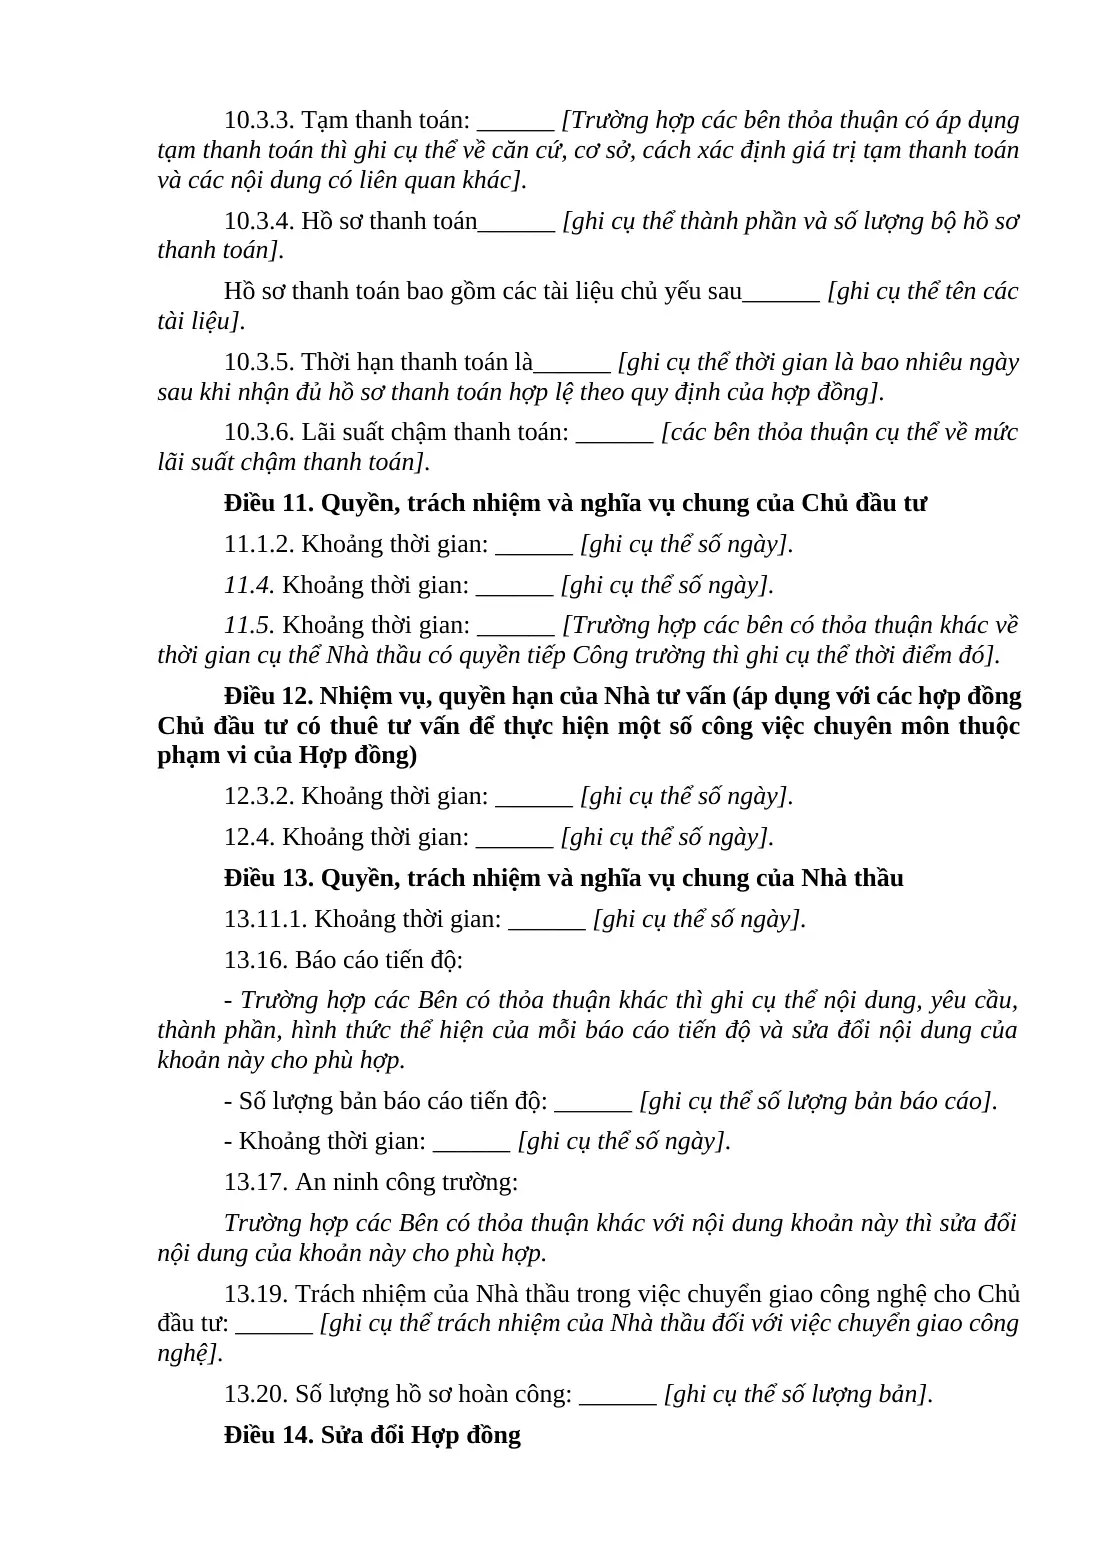 10.3.3. Tạm thanh toán: ______ [Trường hợp các bên thỏa thuận có áp dụng
tạm thanh toán thì ghi cụ thể về căn cứ, cơ sở, cách xác định giá trị tạm thanh toán
và các nội dung có liên quan khác].
10.3.4. Hồ sơ thanh toán______ [ghi cụ thể thành phần và số lượng bộ hồ sơ
thanh toán].
Hồ sơ thanh toán bao gồm các tài liệu chủ yếu sau______ [ghi cụ thể tên các
tài liệu].
10.3.5. Thời hạn thanh toán là______ [ghi cụ thể thời gian là bao nhiêu ngày
sau khi nhận đủ hồ sơ thanh toán hợp lệ theo quy định của hợp đồng].
10.3.6. Lãi suất chậm thanh toán: ______ [các bên thỏa thuận cụ thể về mức
lãi suất chậm thanh toán].
Điều 11. Quyền, trách nhiệm và nghĩa vụ chung của Chủ đầu tư
11.1.2. Khoảng thời gian: ______ [ghi cụ thể số ngày].
11.4. Khoảng thời gian: ______ [ghi cụ thể số ngày].
11.5. Khoảng thời gian: ______ [Trường hợp các bên có thỏa thuận khác về
thời gian cụ thể Nhà thầu có quyền tiếp Công trường thì ghi cụ thể thời điểm đó].
Điều 12. Nhiệm vụ, quyền hạn của Nhà tư vấn (áp dụng với các hợp đồng
Chủ đầu tư có thuê tư vấn để thực hiện một số công việc chuyên môn thuộc
phạm vi của Hợp đồng)
12.3.2. Khoảng thời gian: ______ [ghi cụ thể số ngày].
12.4. Khoảng thời gian: ______ [ghi cụ thể số ngày].
Điều 13. Quyền, trách nhiệm và nghĩa vụ chung của Nhà thầu
13.11.1. Khoảng thời gian: ______ [ghi cụ thể số ngày].
13.16. Báo cáo tiến độ:
- Trường hợp các Bên có thỏa thuận khác thì ghi cụ thể nội dung, yêu cầu,
thành phần, hình thức thể hiện của mỗi báo cáo tiến độ và sửa đổi nội dung của
khoản này cho phù hợp.
- Số lượng bản báo cáo tiến độ: ______ [ghi cụ thể số lượng bản báo cáo].
- Khoảng thời gian: ______ [ghi cụ thể số ngày].
13.17. An ninh công trường:
Trường hợp các Bên có thỏa thuận khác với nội dung khoản này thì sửa đổi
nội dung của khoản này cho phù hợp.
13.19. Trách nhiệm của Nhà thầu trong việc chuyển giao công nghệ cho Chủ
đầu tư: ______ [ghi cụ thể trách nhiệm của Nhà thầu đối với việc chuyển giao công
nghệ].
13.20. Số lượng hồ sơ hoàn công: ______ [ghi cụ thể số lượng bản].
Điều 14. Sửa đổi Hợp đồng